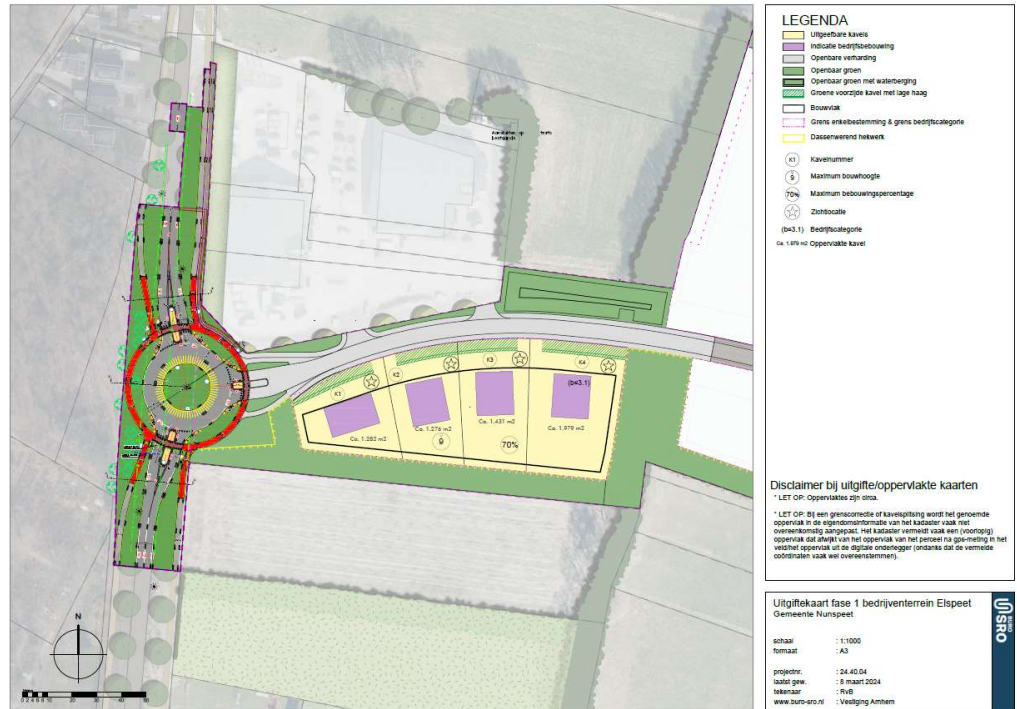 LEGENDA
Uitgeefbare kavels
Indicatie bedrijfsbebouwing
Openbare verharding
Openbaar groen
Openbaar groen met waterberging
Groene voorzijde kavel met lage haag
Bouwvlak
Grens enkelbestemming & grens bedrijfscategorie
Dassenwerend hekwerk
K1 Kavelnummer
9 Maximum bouwhoogte
70% Maximum bebouwingspercentage
Zichtlocatie
(b≤3.1) Bedrijfscategorie
Ca. 1.979 m2 Oppervlakte kavel
K1
K2
K3
K4
(b≤3.1)
Ca. 1.282 m2
Ca. 1.276 m2
Ca. 1.431 m2
Ca. 1.979 m2
9
70%
N
Disclaimer bij uitgifte/oppervlakte kaarten
* LET OP: Oppervlaktes zijn circa.
* LET OP: Bij een grenscorrectie of kavelsplitsing wordt het genoemde
oppervlak in de eigendomsinformatie van het kadaster vaak niet
overeenkomstig aangepast. Het kadaster vermeldt vaak een (voorlopig)
oppervlak dat afwijkt van het oppervlak van het perceel na gps-meting in het
veld/het oppervlak uit de digitale onderlegger (ondanks dat de vermelde
coördinaten vaak wel overeenstemmen).
Uitgiftekaart fase 1 bedrijventerrein Elspeet
Gemeente Nunspeet
schaal : 1:1000
formaat : A3
projectnr. : 24.40.04
laatst gew. : 8 maart 2024
tekenaar : RvB
www.buro-sro.nl : Vestiging Arnhem
BURO
SRO